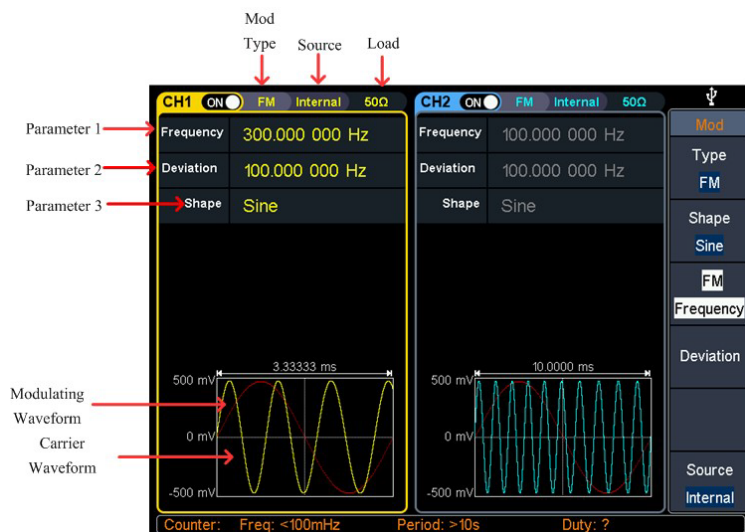 Mod
Type
Source
Load
CH1 ON FM Internal 50Ω
CH2 ON FM Internal 50Ω
Parameter 1
Frequency 300.000 000 Hz
Frequency 100.000 000 Hz
Parameter 2
Deviation 100.000 000 Hz
Deviation 100.000 000 Hz
Parameter 3
Shape Sine
Shape Sine
Mod
Type
FM
Shape
Sine
FM
Frequency
Deviation
Source
Internal
3.33333 ms
500 mV
0 mV
-500 mV
10.0000 ms
500 mV
0 mV
-500 mV
Modulating
Waveform
Carrier
Waveform
Counter: Freq: <100mHz Period: >10s Duty: ?